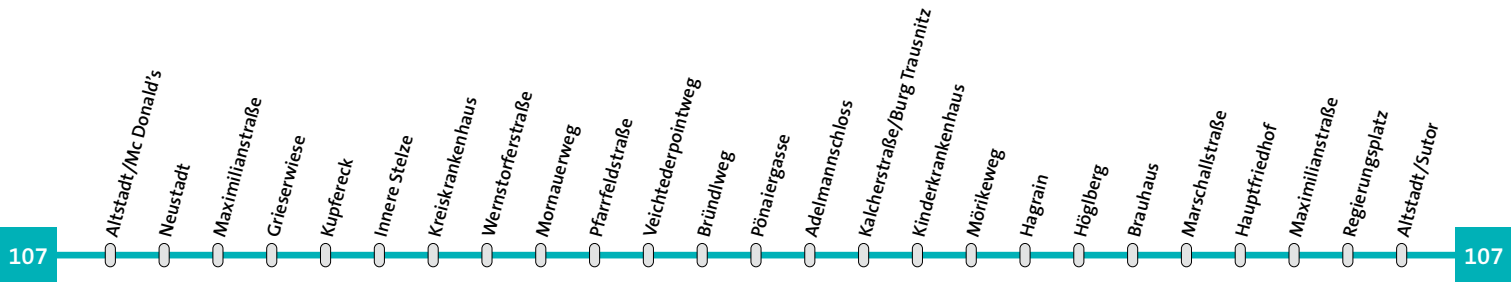 107
Altstadt/Mc Donald's
Neustadt
Maximilianstraße
Grieserwiese
Kupfereck
Innere Stelze
Kreiskrankenhaus
Wernstorferstraße
Mornauerweg
Pfarrfeldstraße
Veichtederpointweg
Bründlweg
Pönaiergasse
Adelmannschloss
Kalcherstraße/Burg Trausnitz
Kinderkrankenhaus
Mörikeweg
Hagrain
Höglberg
Brauhaus
Marschallstraße
Hauptfriedhof
Maximilianstraße
Regierungsplatz
Altstadt/Sutor
107